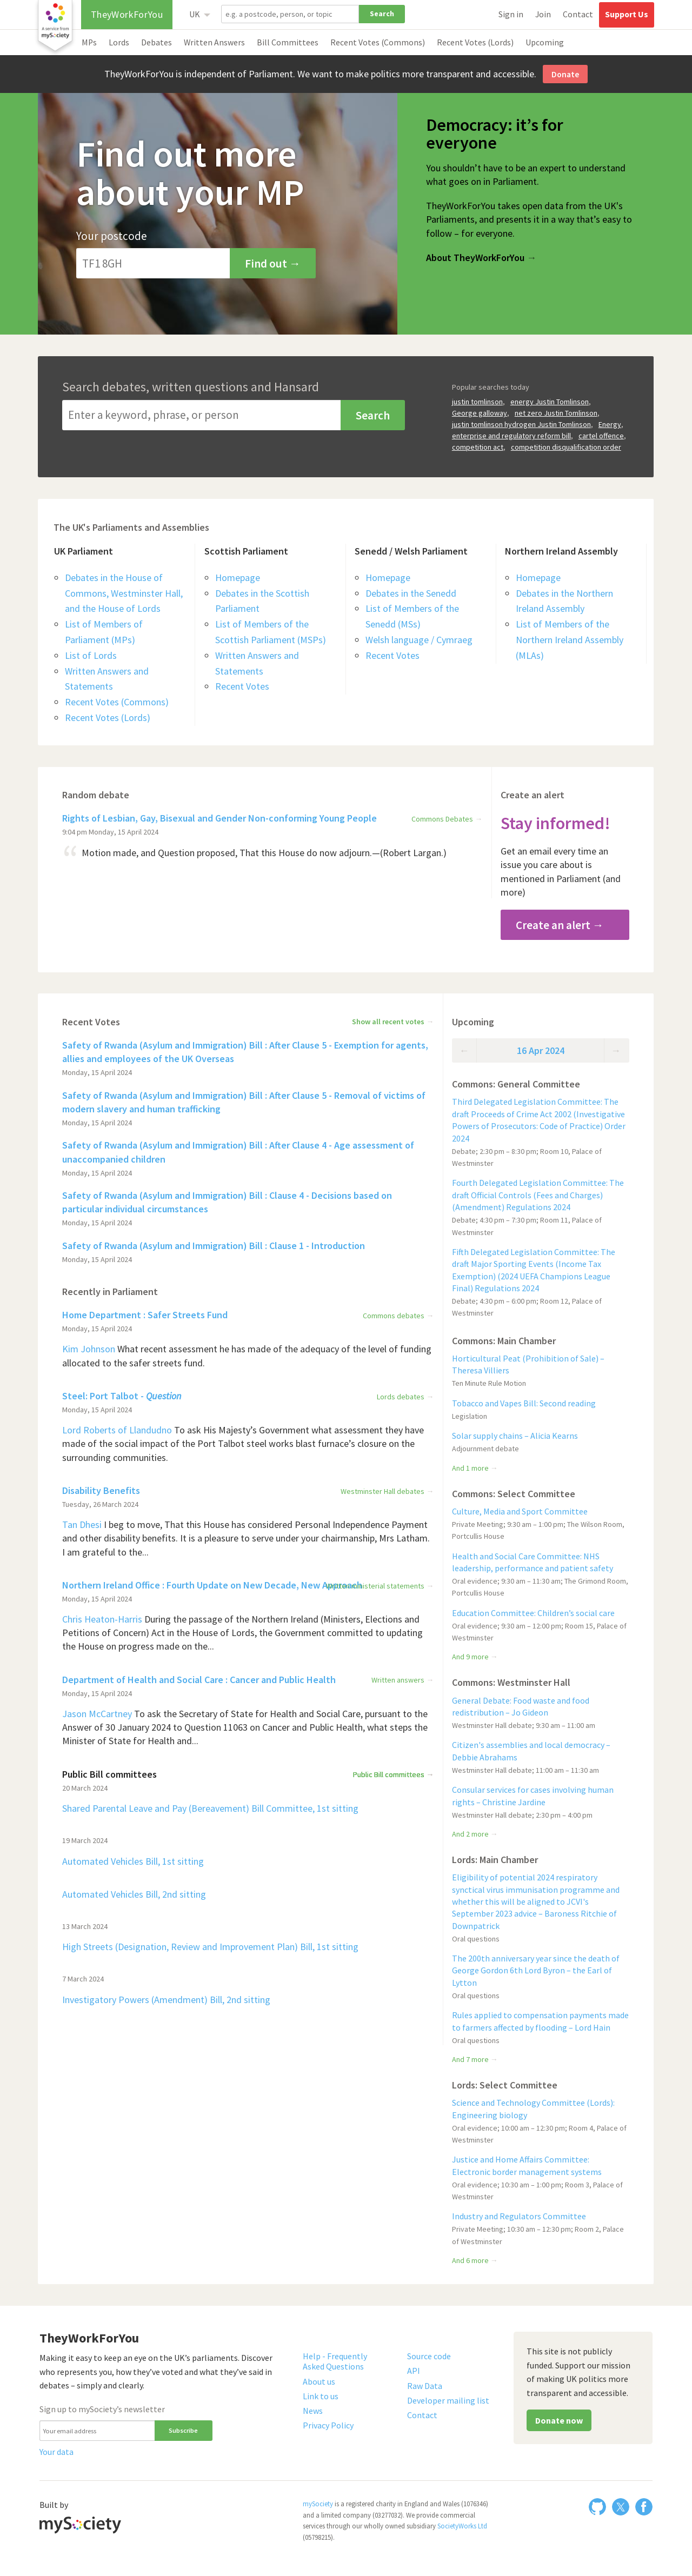 A service from
mySociety
TheyWorkForYou
UK
e.g. a postcode, person, or topic
Search
Sign in
Join
Contact
Support Us
MPs
Lords
Debates
Written Answers
Bill Committees
Recent Votes (Commons)
Recent Votes (Lords)
Upcoming
TheyWorkForYou is independent of Parliament. We want to make politics more transparent and accessible.
Donate
Find out more
about your MP
Your postcode
TF1 8GH
Find out →
Democracy: it’s for
everyone
You shouldn’t have to be an expert to understand
what goes on in Parliament.
TheyWorkForYou takes open data from the UK’s
Parliaments, and presents it in a way that’s easy to
follow – for everyone.
About TheyWorkForYou →
Search debates, written questions and Hansard
Enter a keyword, phrase, or person
Search
Popular searches today
justin tomlinson, energy Justin Tomlinson,
George galloway, net zero Justin Tomlinson,
justin tomlinson hydrogen Justin Tomlinson, Energy,
enterprise and regulatory reform bill, cartel offence,
competition act, competition disqualification order
The UK's Parliaments and Assemblies
UK Parliament
Debates in the House of
Commons, Westminster Hall,
and the House of Lords
List of Members of
Parliament (MPs)
List of Lords
Written Answers and
Statements
Recent Votes (Commons)
Recent Votes (Lords)
Scottish Parliament
Homepage
Debates in the Scottish
Parliament
List of Members of the
Scottish Parliament (MSPs)
Written Answers and
Statements
Recent Votes
Senedd / Welsh Parliament
Homepage
Debates in the Senedd
List of Members of the
Senedd (MSs)
Welsh language / Cymraeg
Recent Votes
Northern Ireland Assembly
Homepage
Debates in the Northern
Ireland Assembly
List of Members of the
Northern Ireland Assembly
(MLAs)
Random debate
Rights of Lesbian, Gay, Bisexual and Gender Non-conforming Young People
Commons Debates →
9:04 pm Monday, 15 April 2024
“ Motion made, and Question proposed, That this House do now adjourn.—(Robert Largan.)
Create an alert
Stay informed!
Get an email every time an
issue you care about is
mentioned in Parliament (and
more)
Create an alert →
Recent Votes
Show all recent votes →
Safety of Rwanda (Asylum and Immigration) Bill : After Clause 5 - Exemption for agents,
allies and employees of the UK Overseas
Monday, 15 April 2024
Safety of Rwanda (Asylum and Immigration) Bill : After Clause 5 - Removal of victims of
modern slavery and human trafficking
Monday, 15 April 2024
Safety of Rwanda (Asylum and Immigration) Bill : After Clause 4 - Age assessment of
unaccompanied children
Monday, 15 April 2024
Safety of Rwanda (Asylum and Immigration) Bill : Clause 4 - Decisions based on
particular individual circumstances
Monday, 15 April 2024
Safety of Rwanda (Asylum and Immigration) Bill : Clause 1 - Introduction
Monday, 15 April 2024
Recently in Parliament
Home Department : Safer Streets Fund
Commons debates →
Monday, 15 April 2024
Kim Johnson What recent assessment he has made of the adequacy of the level of funding
allocated to the safer streets fund.
Steel: Port Talbot - Question
Lords debates →
Monday, 15 April 2024
Lord Roberts of Llandudno To ask His Majesty’s Government what assessment they have
made of the social impact of the Port Talbot steel works blast furnace’s closure on the
surrounding communities.
Disability Benefits
Westminster Hall debates →
Tuesday, 26 March 2024
Tan Dhesi I beg to move, That this House has considered Personal Independence Payment
and other disability benefits. It is a pleasure to serve under your chairmanship, Mrs Latham.
I am grateful to the...
Northern Ireland Office : Fourth Update on New Decade, New Approach
ministerial statements →
Monday, 15 April 2024
Chris Heaton-Harris During the passage of the Northern Ireland (Ministers, Elections and
Petitions of Concern) Act in the House of Lords, the Government committed to updating
the House on progress made on the...
Department of Health and Social Care : Cancer and Public Health
Written answers →
Monday, 15 April 2024
Jason McCartney To ask the Secretary of State for Health and Social Care, pursuant to the
Answer of 30 January 2024 to Question 11063 on Cancer and Public Health, what steps the
Minister of State for Health and...
Public Bill committees
Public Bill committees →
20 March 2024
Shared Parental Leave and Pay (Bereavement) Bill Committee, 1st sitting
19 March 2024
Automated Vehicles Bill, 1st sitting
Automated Vehicles Bill, 2nd sitting
13 March 2024
High Streets (Designation, Review and Improvement Plan) Bill, 1st sitting
7 March 2024
Investigatory Powers (Amendment) Bill, 2nd sitting
Upcoming
← 16 Apr 2024 →
Commons: General Committee
Third Delegated Legislation Committee: The
draft Proceeds of Crime Act 2002 (Investigative
Powers of Prosecutors: Code of Practice) Order
2024
Debate; 2:30 pm – 8:30 pm; Room 10, Palace of
Westminster
Fourth Delegated Legislation Committee: The
draft Official Controls (Fees and Charges)
(Amendment) Regulations 2024
Debate; 4:30 pm – 7:30 pm; Room 11, Palace of
Westminster
Fifth Delegated Legislation Committee: The
draft Major Sporting Events (Income Tax
Exemption) (2024 UEFA Champions League
Final) Regulations 2024
Debate; 4:30 pm – 6:00 pm; Room 12, Palace of
Westminster
Commons: Main Chamber
Horticultural Peat (Prohibition of Sale) –
Theresa Villiers
Ten Minute Rule Motion
Tobacco and Vapes Bill: Second reading
Legislation
Solar supply chains – Alicia Kearns
Adjournment debate
And 1 more →
Commons: Select Committee
Culture, Media and Sport Committee
Private Meeting; 9:30 am – 1:00 pm; The Wilson Room,
Portcullis House
Health and Social Care Committee: NHS
leadership, performance and patient safety
Oral evidence; 9:30 am – 11:30 am; The Grimond Room,
Portcullis House
Education Committee: Children’s social care
Oral evidence; 9:30 am – 12:00 pm; Room 15, Palace of
Westminster
And 9 more →
Commons: Westminster Hall
General Debate: Food waste and food
redistribution – Jo Gideon
Westminster Hall debate; 9:30 am – 11:00 am
Citizen's assemblies and local democracy –
Debbie Abrahams
Westminster Hall debate; 11:00 am – 11:30 am
Consular services for cases involving human
rights – Christine Jardine
Westminster Hall debate; 2:30 pm – 4:00 pm
And 2 more →
Lords: Main Chamber
Eligibility of potential 2024 respiratory
synctical virus immunisation programme and
whether this will be aligned to JCVI's
September 2023 advice – Baroness Ritchie of
Downpatrick
Oral questions
The 200th anniversary year since the death of
George Gordon 6th Lord Byron – the Earl of
Lytton
Oral questions
Rules applied to compensation payments made
to farmers affected by flooding – Lord Hain
Oral questions
And 7 more →
Lords: Select Committee
Science and Technology Committee (Lords):
Engineering biology
Oral evidence; 10:00 am – 12:30 pm; Room 4, Palace of
Westminster
Justice and Home Affairs Committee:
Electronic border management systems
Oral evidence; 10:30 am – 1:00 pm; Room 3, Palace of
Westminster
Industry and Regulators Committee
Private Meeting; 10:30 am – 12:30 pm; Room 2, Palace
of Westminster
And 6 more →
TheyWorkForYou
Making it easy to keep an eye on the UK’s parliaments. Discover
who represents you, how they’ve voted and what they’ve said in
debates – simply and clearly.
Sign up to mySociety’s newsletter
Your email address
Subscribe
Your data
Help - Frequently
Asked Questions
About us
Link to us
News
Privacy Policy
Source code
API
Raw Data
Developer mailing list
Contact
This site is not publicly
funded. Support our mission
of making UK politics more
transparent and accessible.
Donate now
Built by
mySociety
mySociety is a registered charity in England and Wales (1076346)
and a limited company (03277032). We provide commercial
services through our wholly owned subsidiary SocietyWorks Ltd
(05798215).